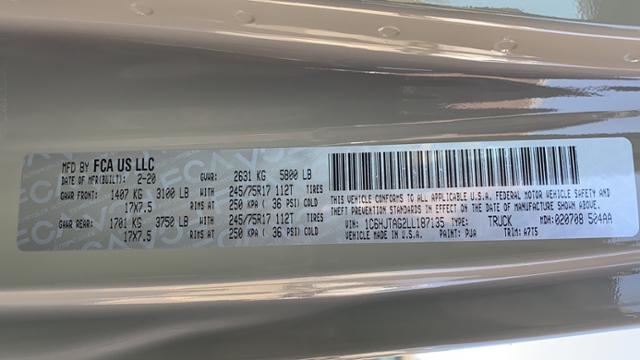 MFD BY FCA US LLC
DATE OF MFR(BUILT): 2-20 GVWR: 2631 KG 5800 LB
GAWR FRONT: 1407 KG 3100 LB WITH 245/75R17 112T TIRES
17X7.5 RIMS AT 250 KPA ( 36 PSI) COLD
GAWR REAR: 1701 KG 3750 LB WITH 245/75R17 112T TIRES
17X7.5 RIMS AT 250 KPA ( 36 PSI) COLD
THIS VEHICLE CONFORMS TO ALL APPLICABLE U.S.A. FEDERAL MOTOR VEHICLE SAFETY
AND THEFT PREVENTION STANDARDS IN EFFECT ON THE DATE OF MANUFACTURE SHOWN ABOVE.
VIN: 1C6HJTAG2LL187135 TYPE: TRUCK MDH: 020708 504AA
VEHICLE MADE IN U.S.A. PAINT: PUA TRIM: A7T5